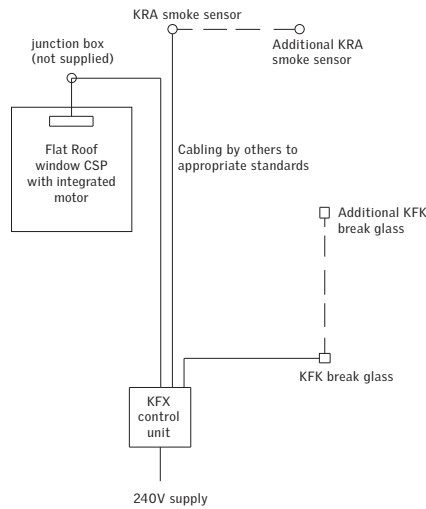 KRA smoke sensor
junction box
(not supplied)
Additional KRA
smoke sensor
Flat Roof
window CSP
with integrated
motor
Cabling by others to
appropriate standards
Additional KFK
break glass
KFK break glass
KFX
control
unit
240V supply